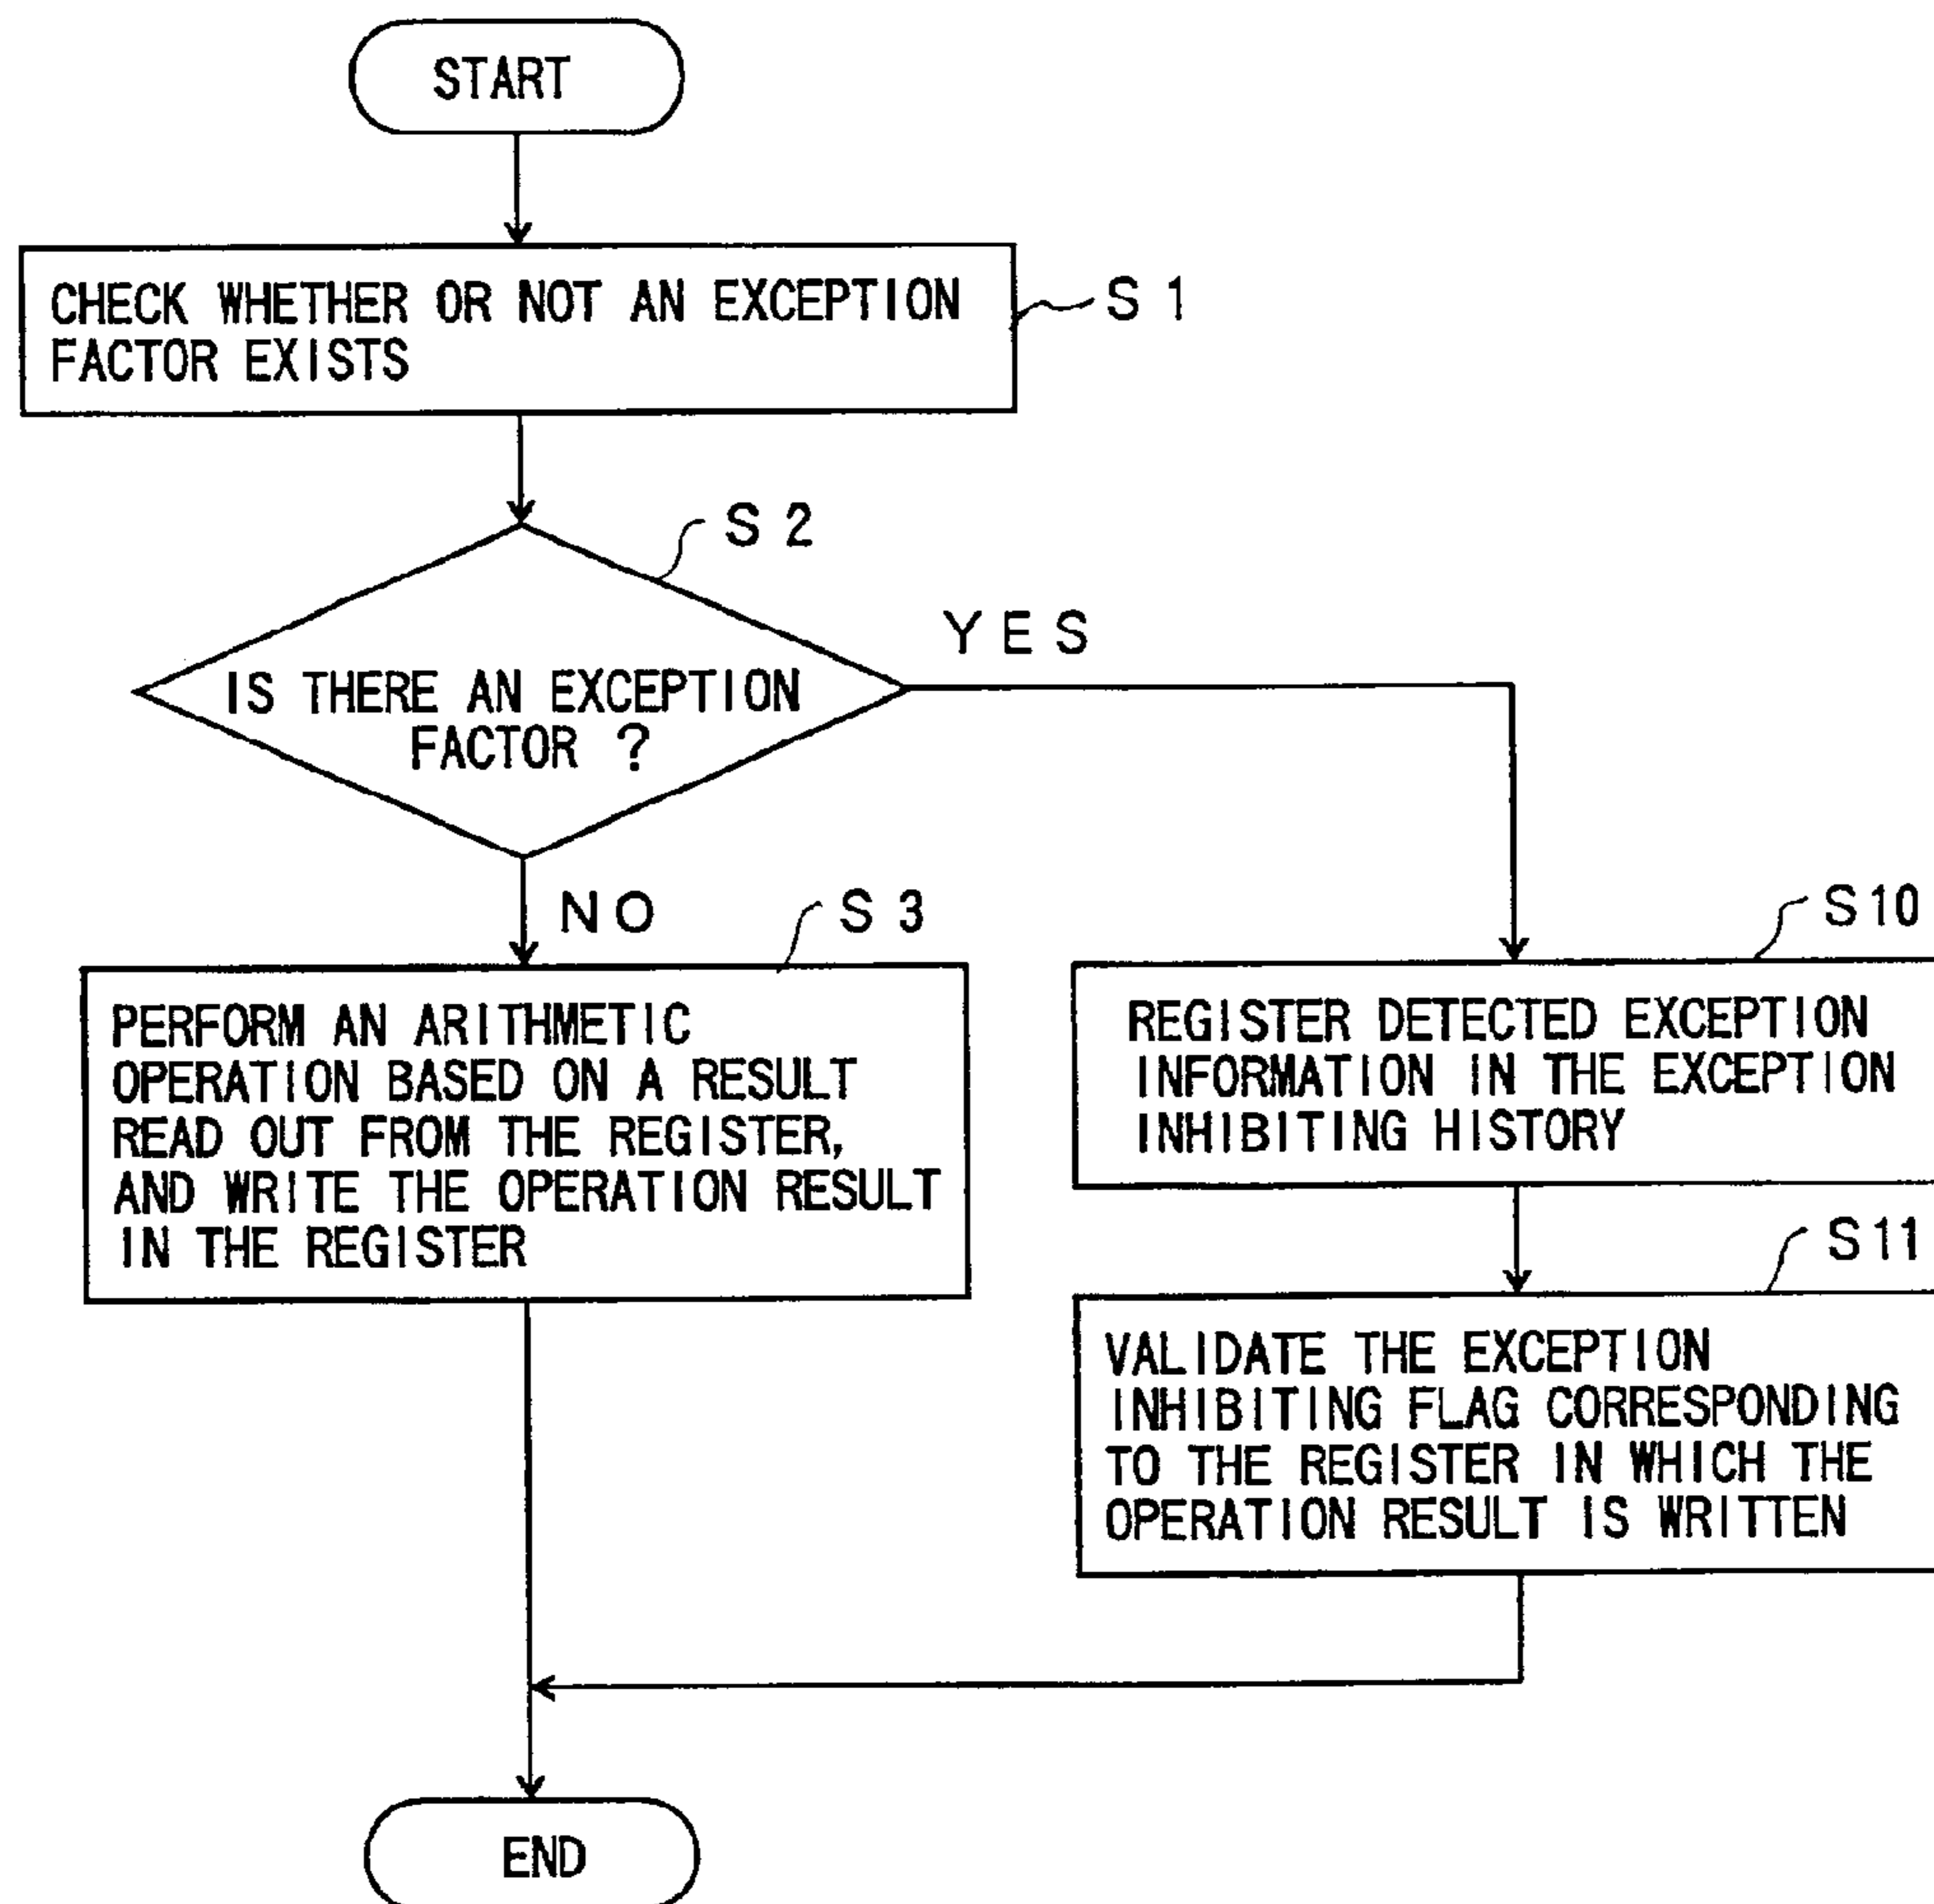 START
CHECK WHETHER OR NOT AN EXCEPTION
FACTOR EXISTS
S 1
S 2
YES
IS THERE AN EXCEPTION
FACTOR ?
NO
S 3
PERFORM AN ARITHMETIC
OPERATION BASED ON A RESULT
READ OUT FROM THE REGISTER,
AND WRITE THE OPERATION RESULT
IN THE REGISTER
S10
REGISTER DETECTED EXCEPTION
INFORMATION IN THE EXCEPTION
INHIBITING HISTORY
S11
VALIDATE THE EXCEPTION
INHIBITING FLAG CORRESPONDING
TO THE REGISTER IN WHICH THE
OPERATION RESULT IS WRITTEN
END